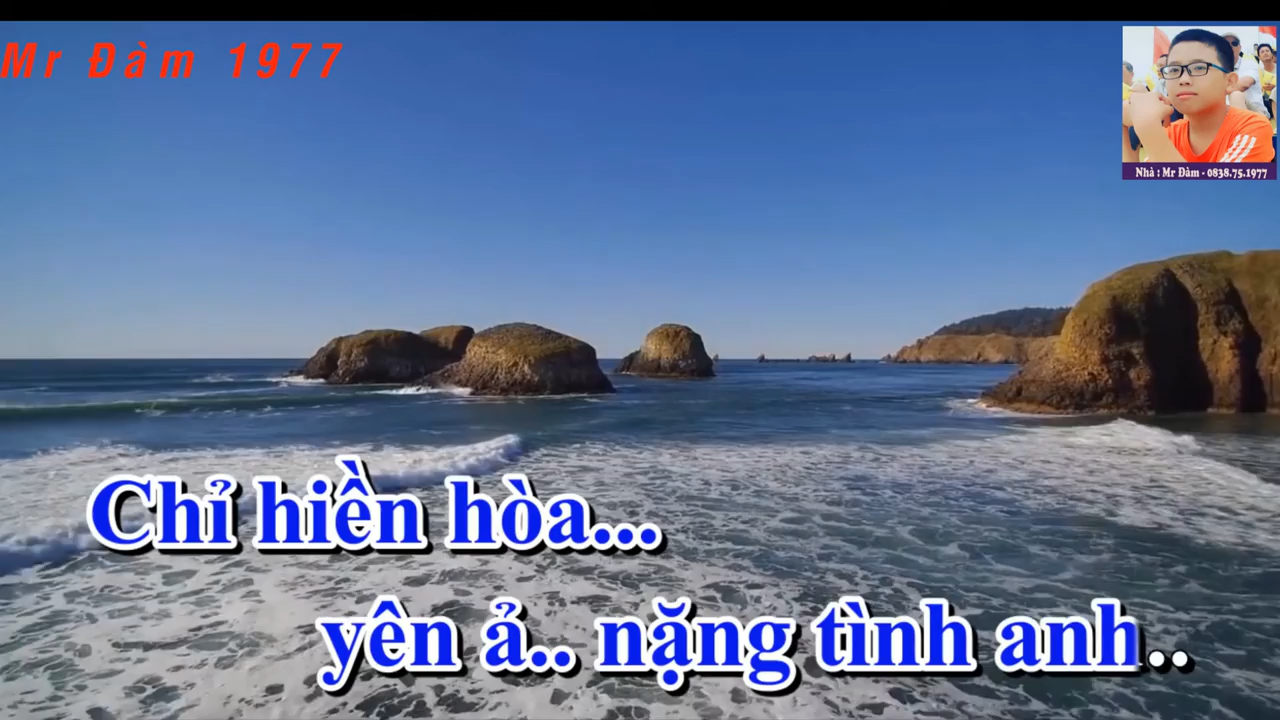 Mr Đàm 1977
Nhà : Mr Đàm - 0838.75.1977
Chỉ hiền hòa...
yên ả.. nặng tình anh..